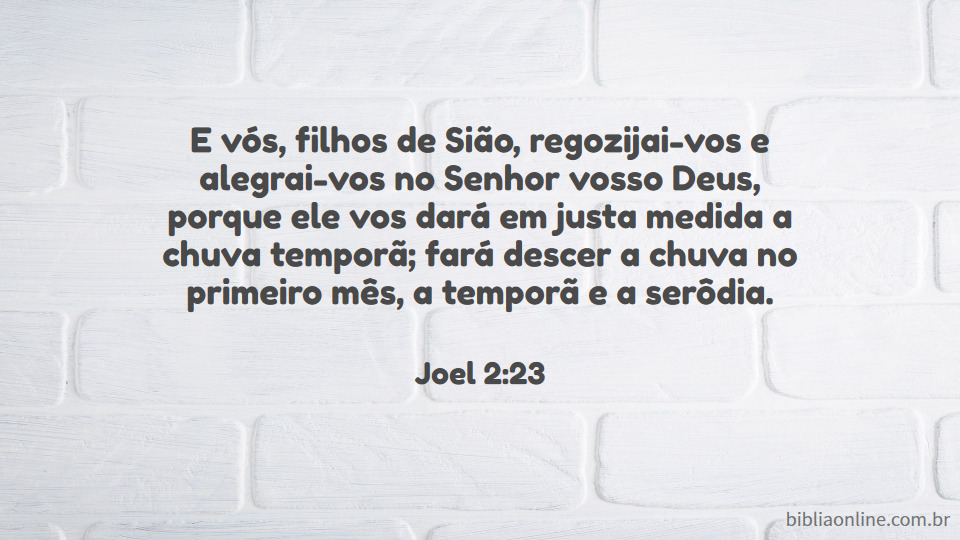 E vós, filhos de Sião, regozijai-vos e
alegrai-vos no Senhor vosso Deus,
porque ele vos dará em justa medida a
chuva temporã; fará descer a chuva no
primeiro mês, a temporã e a serôdia.
Joel 2:23
bibliaonline.com.br